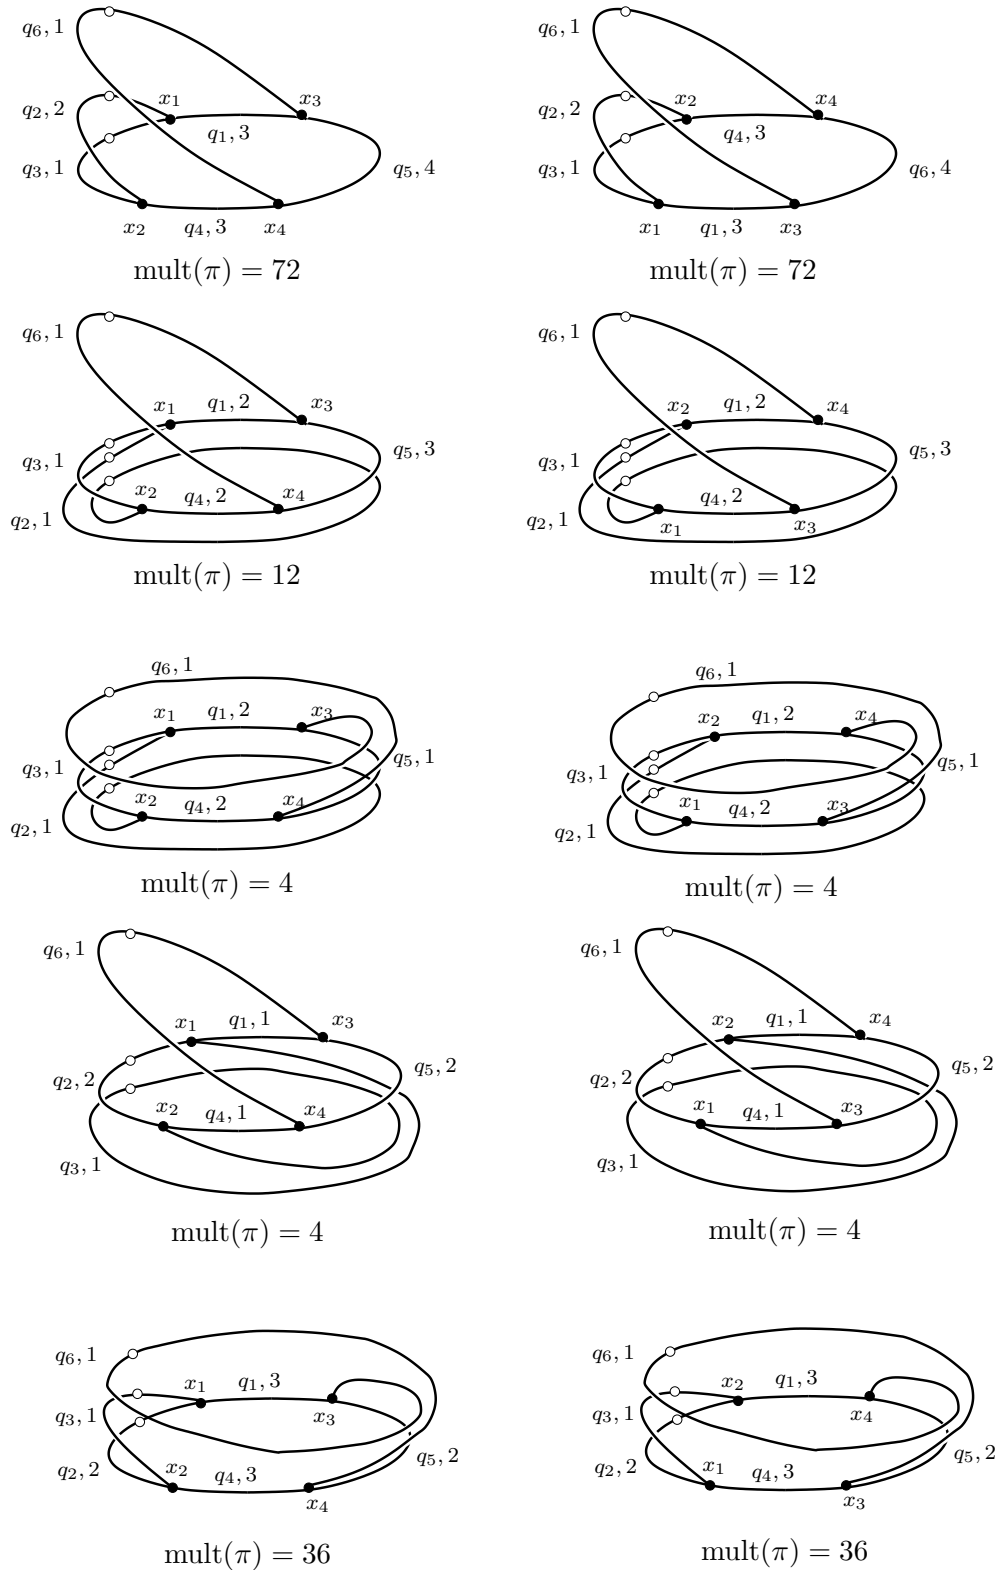 q₆, 1
x₁
x₃
q₂, 2
q₁, 3
q₃, 1
q₅, 4
x₂
q₄, 3
x₄
mult(π) = 72
q₆, 1
x₂
x₄
q₂, 2
q₄, 3
q₃, 1
q₆, 4
x₁
q₁, 3
x₃
mult(π) = 72
q₆, 1
x₁
q₁, 2
x₃
q₃, 1
q₅, 3
x₂
q₄, 2
x₄
q₂, 1
mult(π) = 12
q₆, 1
x₂
q₁, 2
x₄
q₃, 1
q₅, 3
q₄, 2
q₂, 1
x₁
x₃
mult(π) = 12
q₆, 1
x₁
q₁, 2
x₃
q₃, 1
q₅, 1
x₂
q₄, 2
x₄
q₂, 1
mult(π) = 4
q₆, 1
x₂
q₁, 2
x₄
q₃, 1
q₅, 1
x₁
q₄, 2
x₃
q₂, 1
mult(π) = 4
q₆, 1
x₁
q₁, 1
x₃
q₂, 2
q₅, 2
x₂
q₄, 1
x₄
q₃, 1
mult(π) = 4
q₆, 1
x₂
q₁, 1
x₄
q₂, 2
q₅, 2
x₁
q₄, 1
x₃
q₃, 1
mult(π) = 4
q₆, 1
x₁
q₁, 3
x₃
q₃, 1
q₅, 2
q₂, 2
x₂
q₄, 3
x₄
mult(π) = 36
q₆, 1
x₂
q₁, 3
x₄
q₃, 1
q₅, 2
q₂, 2
x₁
q₄, 3
x₃
mult(π) = 36